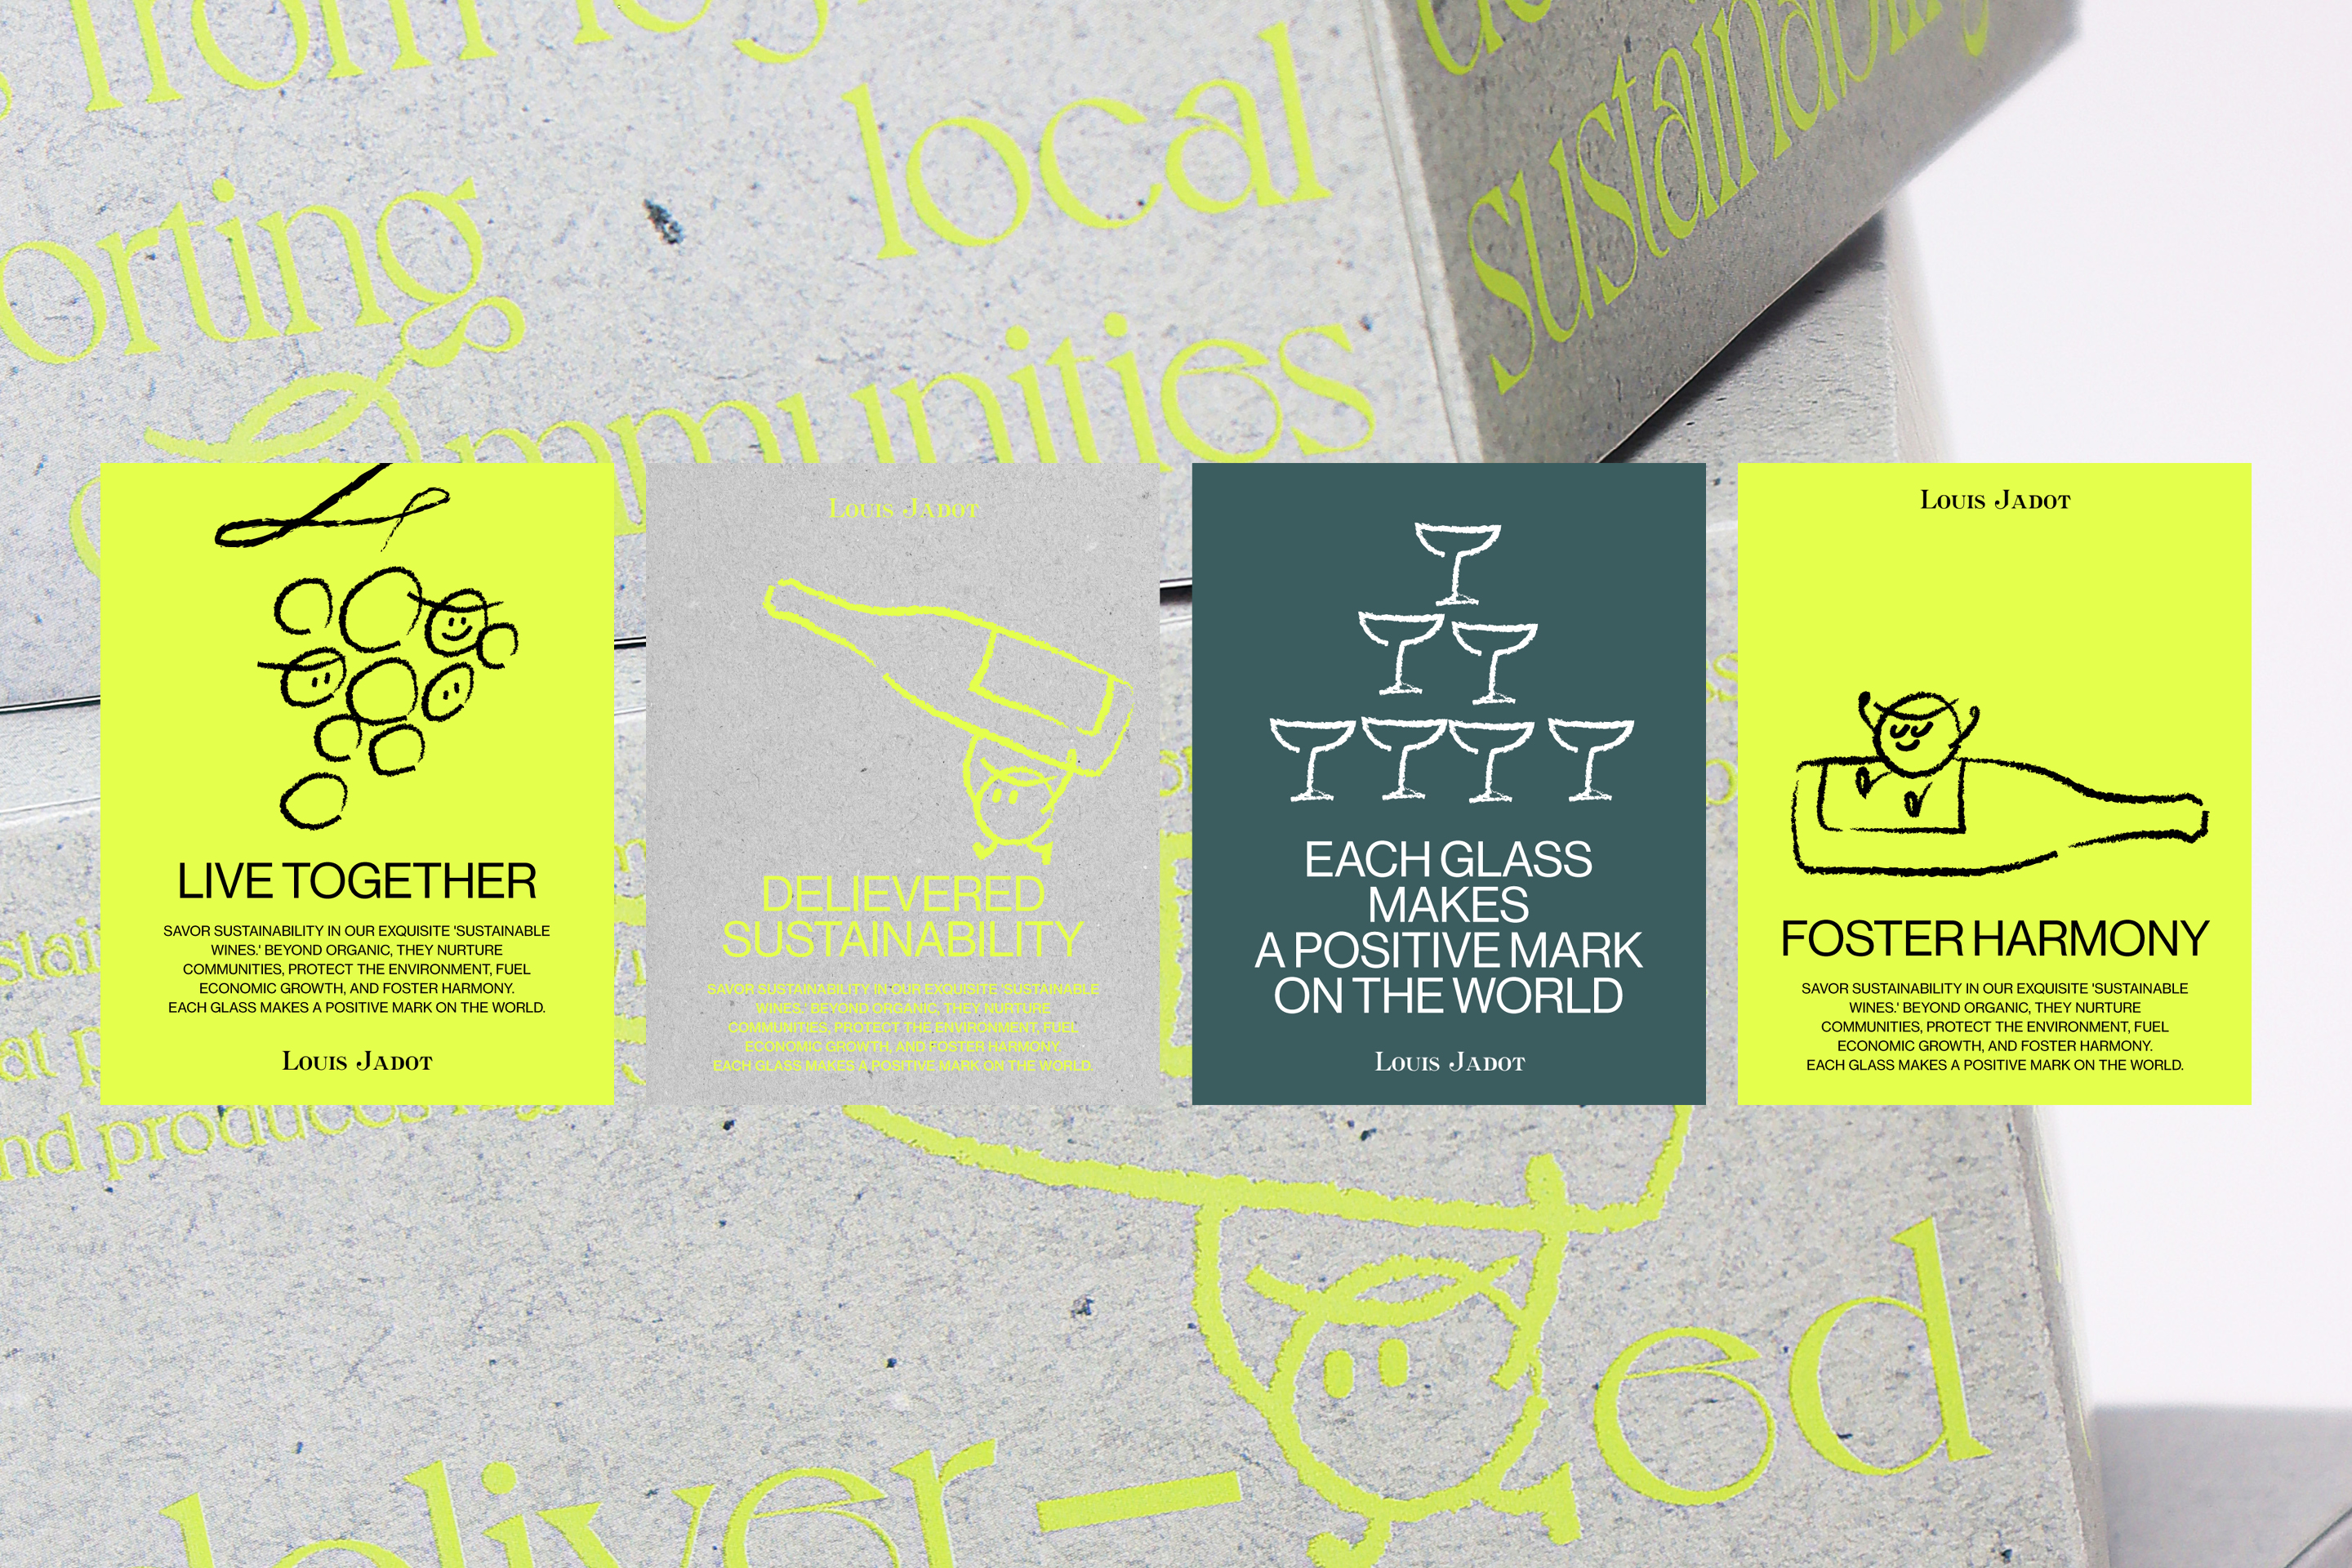 from
local
sustainability
orting
mmunities
LIVE TOGETHER
SAVOR SUSTAINABILITY IN OUR EXQUISITE 'SUSTAINABLE
WINES.' BEYOND ORGANIC, THEY NURTURE
COMMUNITIES, PROTECT THE ENVIRONMENT, FUEL
ECONOMIC GROWTH, AND FOSTER HARMONY.
EACH GLASS MAKES A POSITIVE MARK ON THE WORLD.
LOUIS JADOT
LOUIS JADOT
DELIEVERED
SUSTAINABILITY
SAVOR SUSTAINABILITY IN OUR EXQUISITE 'SUSTAINABLE
WINES.' BEYOND ORGANIC, THEY NURTURE
COMMUNITIES, PROTECT THE ENVIRONMENT, FUEL
ECONOMIC GROWTH, AND FOSTER HARMONY.
EACH GLASS MAKES A POSITIVE MARK ON THE WORLD.
EACH GLASS
MAKES
A POSITIVE MARK
ON THE WORLD
LOUIS JADOT
LOUIS JADOT
FOSTER HARMONY
SAVOR SUSTAINABILITY IN OUR EXQUISITE 'SUSTAINABLE
WINES.' BEYOND ORGANIC, THEY NURTURE
COMMUNITIES, PROTECT THE ENVIRONMENT, FUEL
ECONOMIC GROWTH, AND FOSTER HARMONY.
EACH GLASS MAKES A POSITIVE MARK ON THE WORLD.
stai
at p
nd produces
deliver – ed